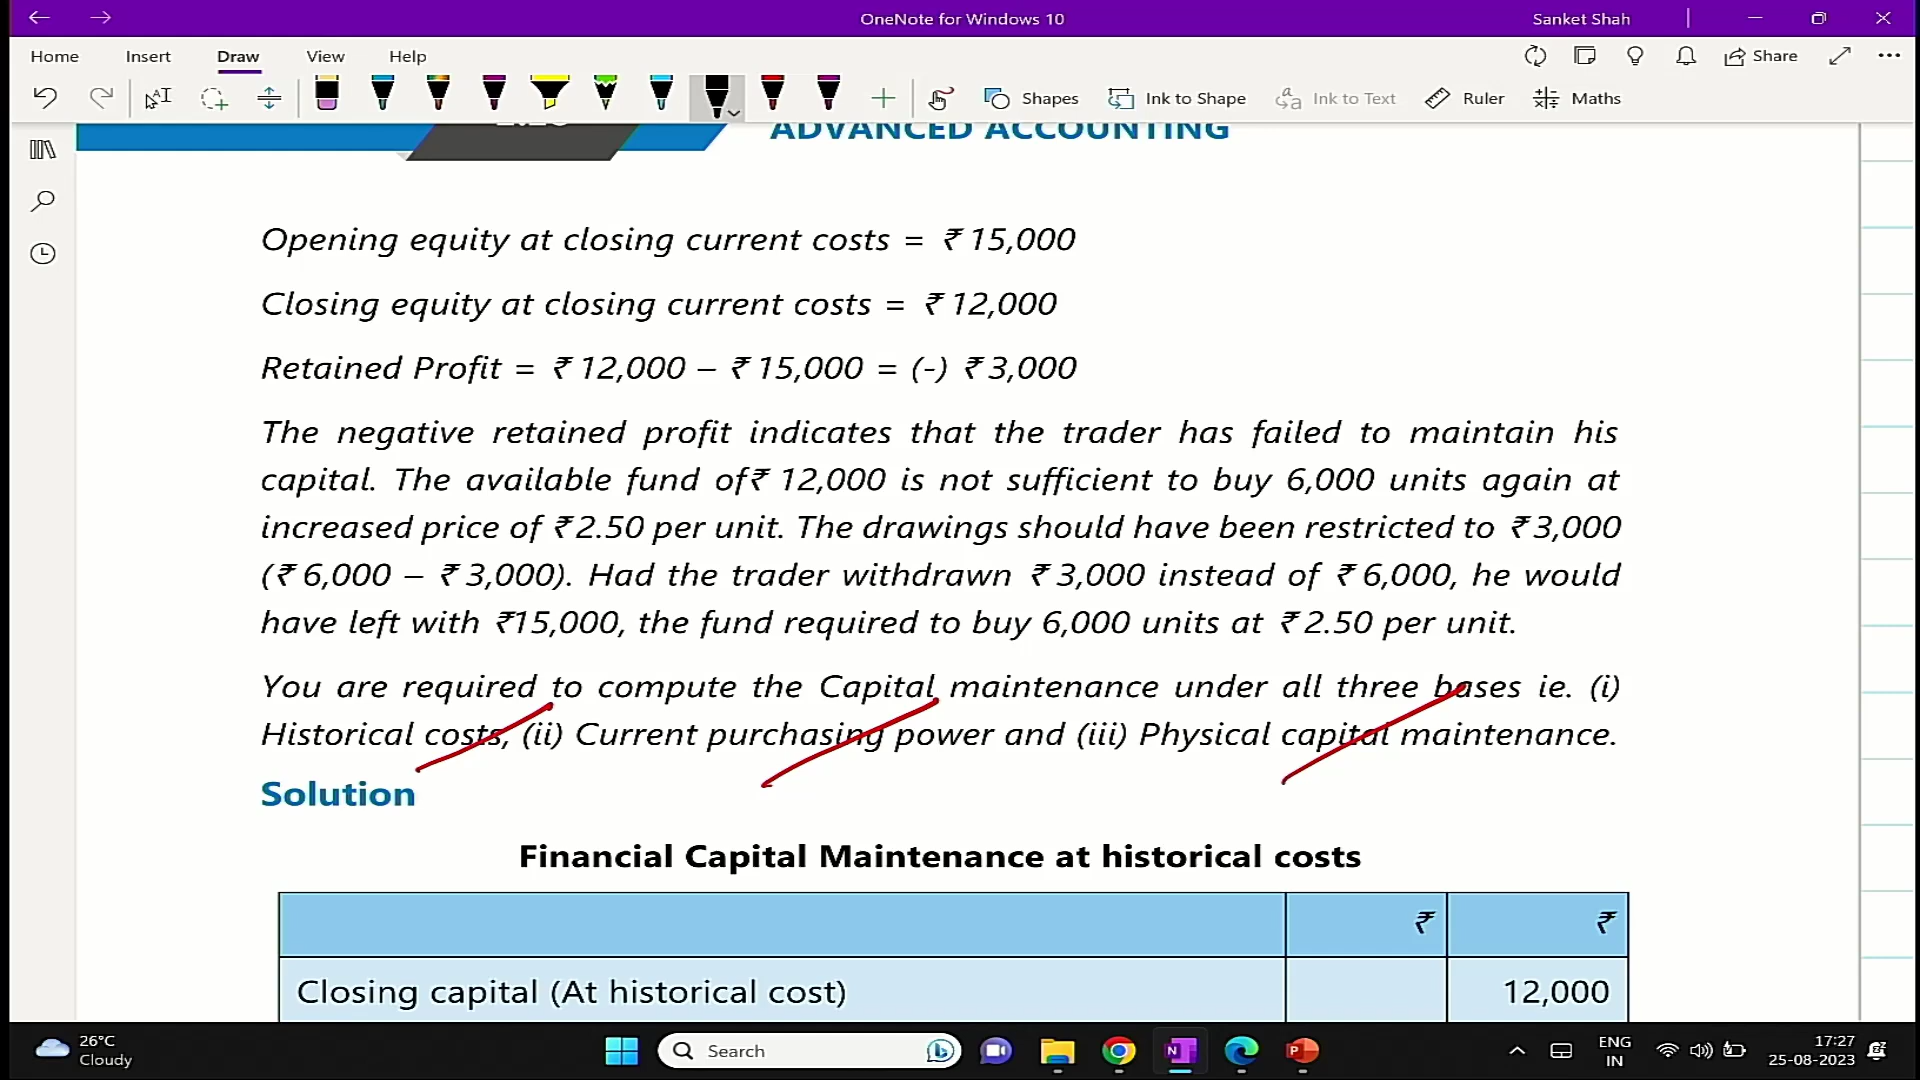 OneNote for Windows 10
Sanket Shah
Home Insert Draw View Help
Share
Shapes Ink to Shape Ink to Text Ruler Maths
ADVANCED ACCOUNTING
Opening equity at closing current costs = ₹ 15,000
Closing equity at closing current costs = ₹ 12,000
Retained Profit = ₹ 12,000 – ₹ 15,000 = (-) ₹ 3,000
The negative retained profit indicates that the trader has failed to maintain his
capital. The available fund of₹ 12,000 is not sufficient to buy 6,000 units again at
increased price of ₹ 2.50 per unit. The drawings should have been restricted to ₹ 3,000
(₹ 6,000 – ₹ 3,000). Had the trader withdrawn ₹ 3,000 instead of ₹ 6,000, he would
have left with ₹15,000, the fund required to buy 6,000 units at ₹ 2.50 per unit.
You are required to compute the Capital maintenance under all three bases ie. (i)
Historical costs, (ii) Current purchasing power and (iii) Physical capital maintenance.
Solution
Financial Capital Maintenance at historical costs
₹ ₹
Closing capital (At historical cost) 12,000
26°C
Cloudy
Search
ENG
IN
17:27
25-08-2023